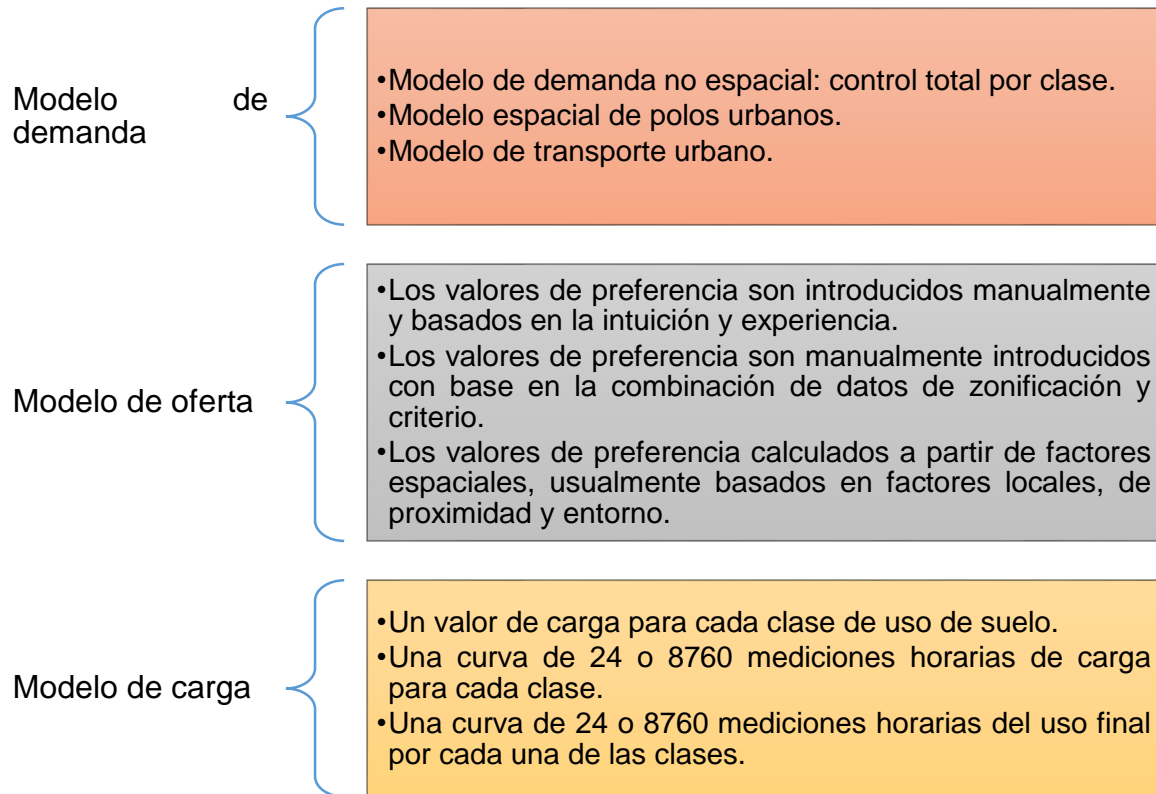 Modelo de
demanda
•Modelo de demanda no espacial: control total por clase.
•Modelo espacial de polos urbanos.
•Modelo de transporte urbano.
Modelo de oferta
•Los valores de preferencia son introducidos manualmente
y basados en la intuición y experiencia.
•Los valores de preferencia son manualmente introducidos
con base en la combinación de datos de zonificación y
criterio.
•Los valores de preferencia calculados a partir de factores
espaciales, usualmente basados en factores locales, de
proximidad y entorno.
Modelo de carga
•Un valor de carga para cada clase de uso de suelo.
•Una curva de 24 o 8760 mediciones horarias de carga
para cada clase.
•Una curva de 24 o 8760 mediciones horarias del uso final
por cada una de las clases.